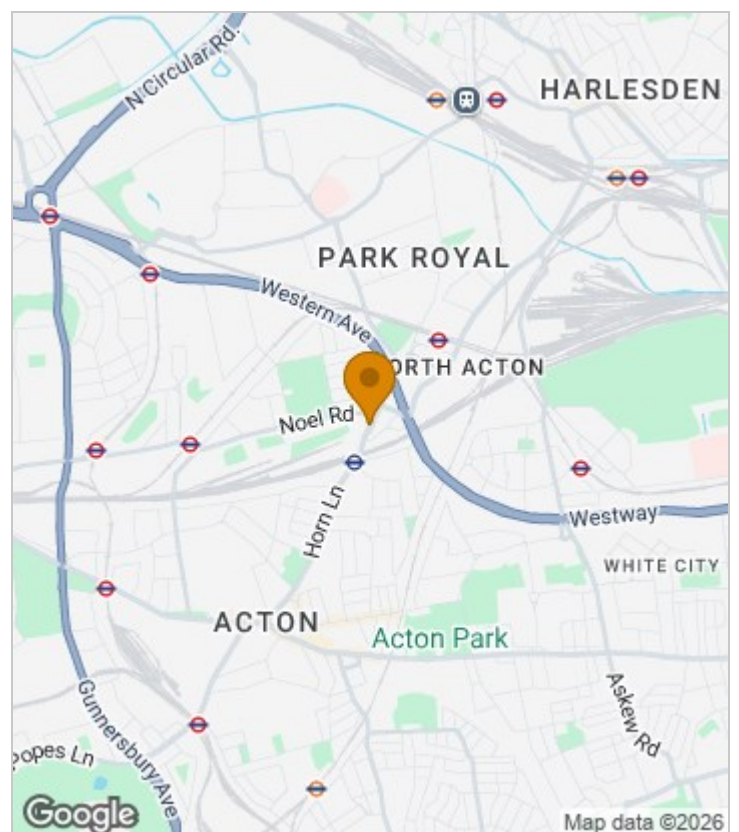 N Circular Rd.
HARLESDEN
PARK ROYAL
Western Ave
ORTH ACTON
Noel Rd
Horn Ln
Westway
WHITE CITY
ACTON
Acton Park
Askew Rd
Gunnersbury Ave
Popes Ln
Google
Map data ©2026